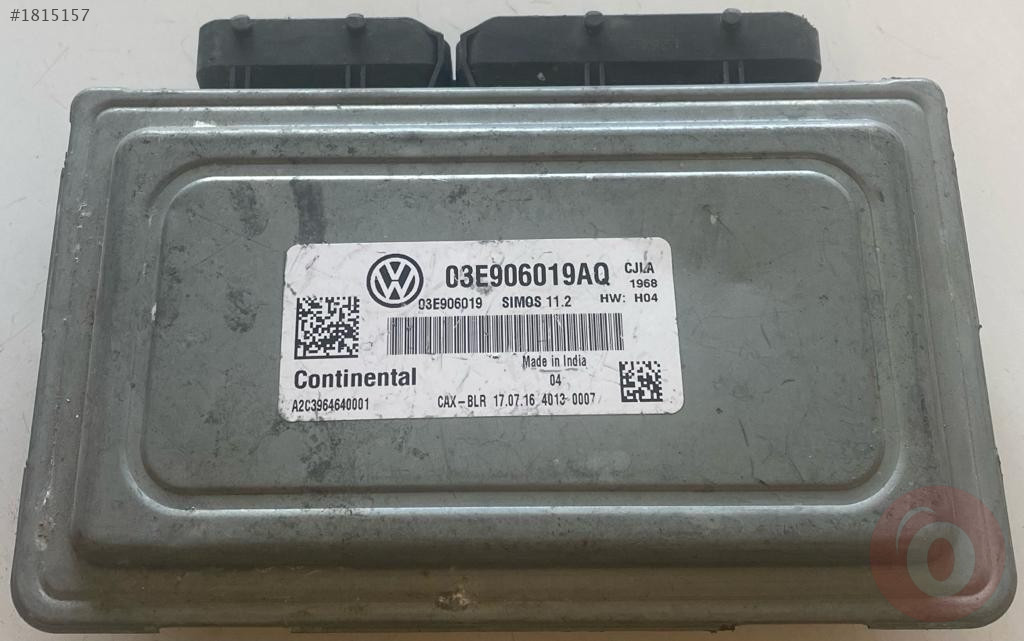 #1815157
03E906019AQ CJLA
1968
03E906019 SIMOS 11.2 HW: H04
Made in India
Continental 04
A2C3964640001 CAX-BLR 17.07.16 4013 0007